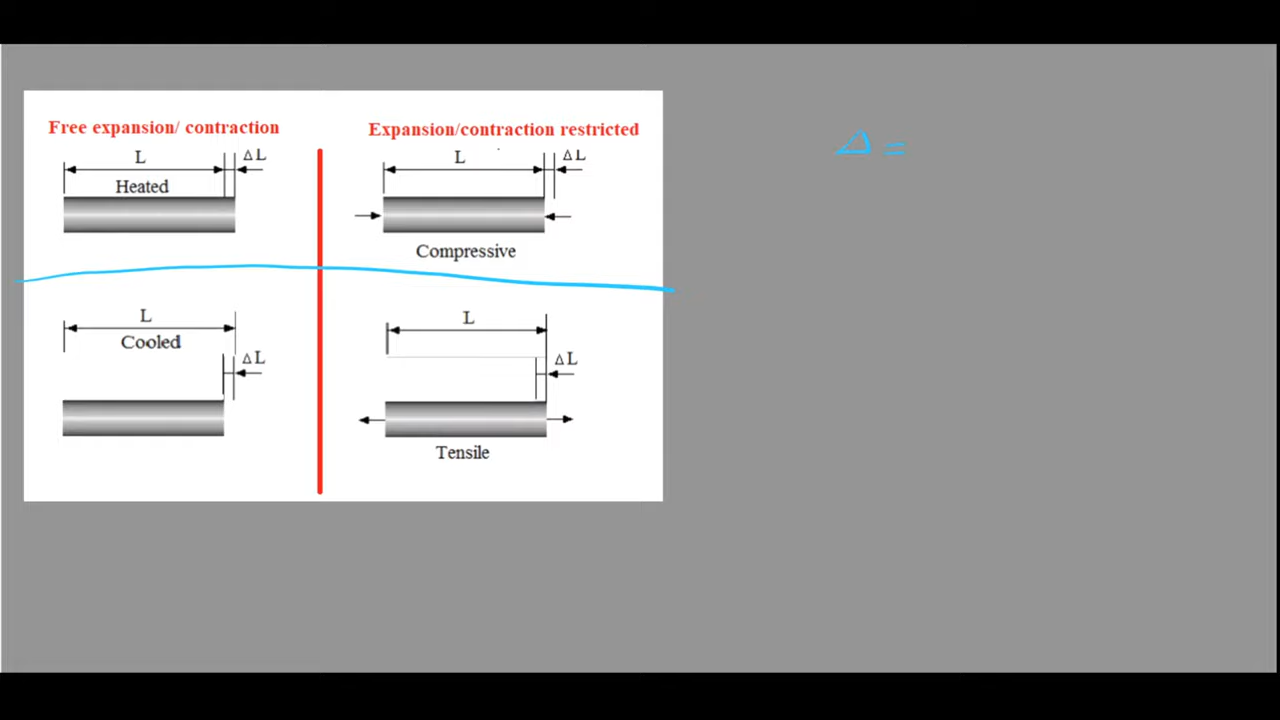 Free expansion/ contraction
L
ΔL
Heated
Expansion/contraction restricted
L
ΔL
Compressive
L
Cooled
ΔL
L
ΔL
Tensile
Δ =